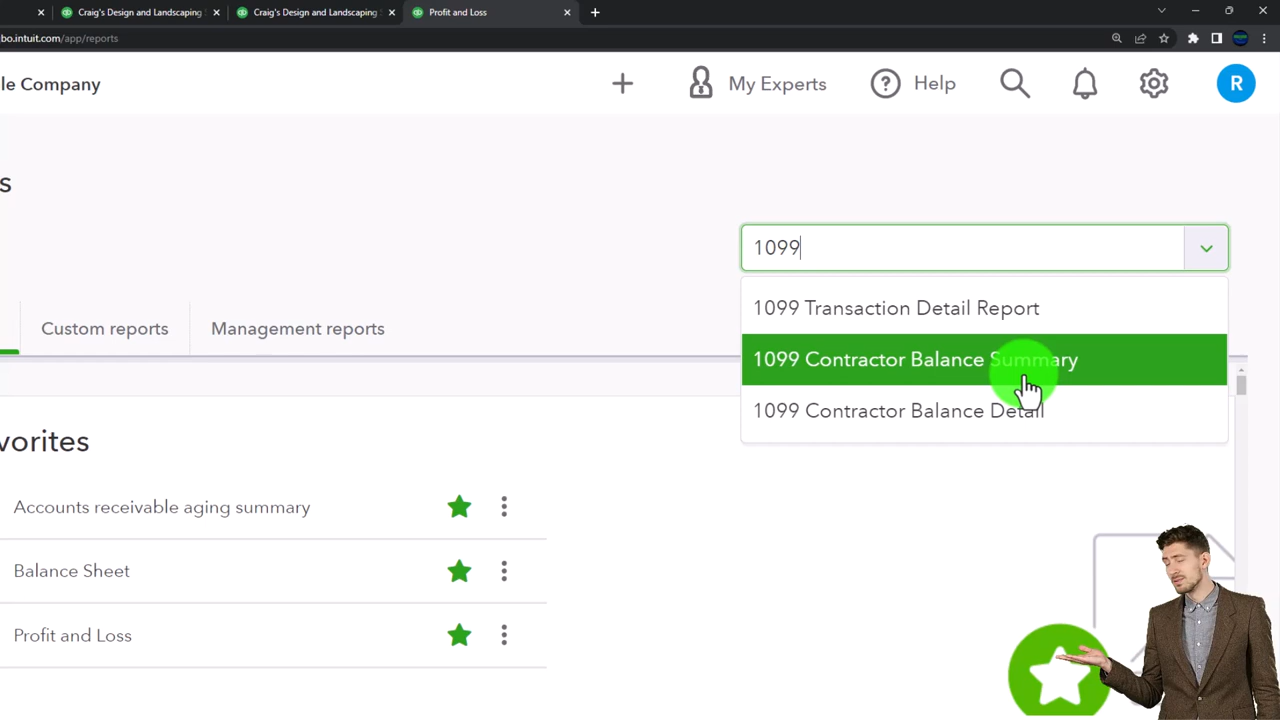 Craig's Design and Landscaping
Craig's Design and Landscaping
Profit and Loss
bo.intuit.com/app/reports
le Company
My Experts
Help
R
s
1099
1099 Transaction Detail Report
Custom reports
Management reports
1099 Contractor Balance Summary
1099 Contractor Balance Detail
vorites
Accounts receivable aging summary
Balance Sheet
Profit and Loss